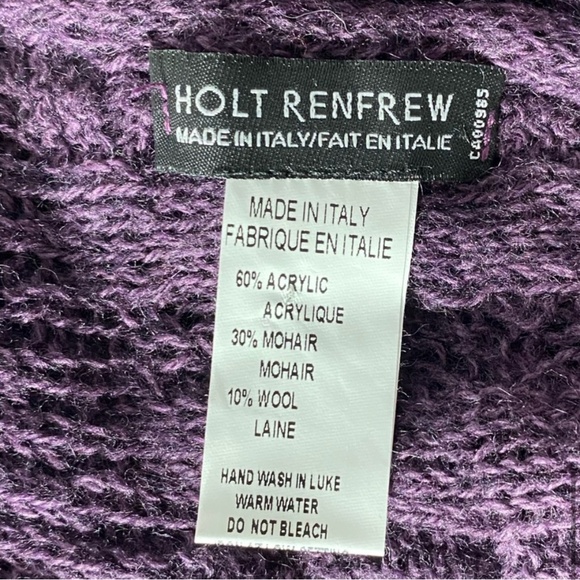 HOLT RENFREW
MADE IN ITALY/FAIT EN ITALIE
CA00985
MADE IN ITALY
FABRIQUE EN ITALIE
60% ACRYLIC
ACRYLIQUE
30% MOHAIR
MOHAIR
10% WOOL
LAINE
HAND WASH IN LUKE
WARM WATER
DO NOT BLEACH